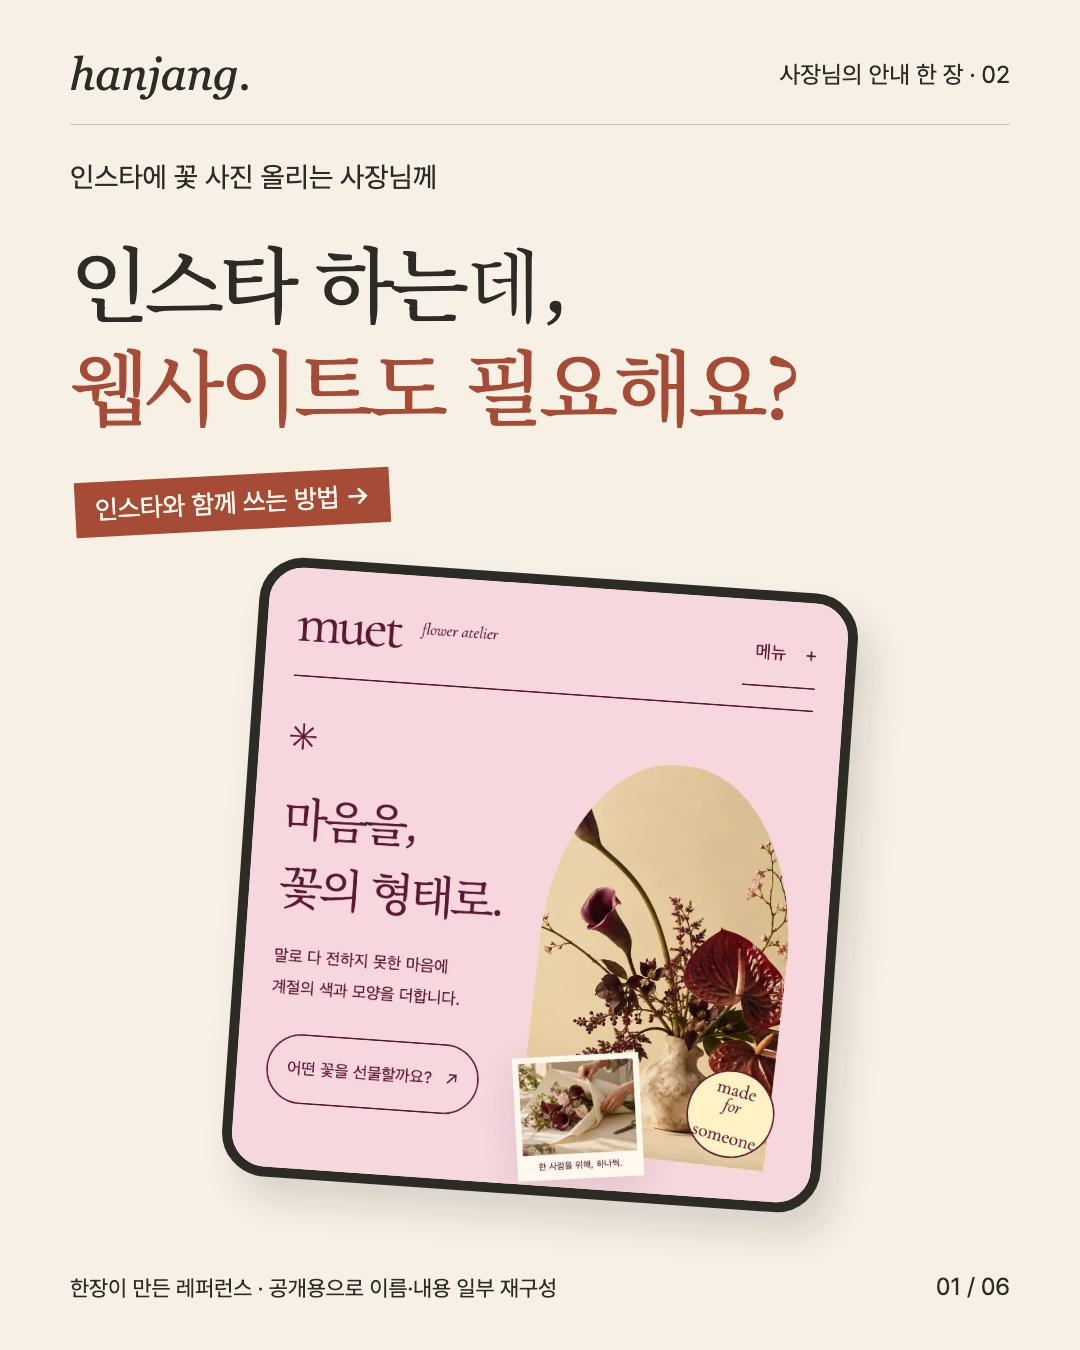 hanjang.
사장님의 안내 한 장 · 02
인스타에 꽃 사진 올리는 사장님께
인스타 하는데,
웹사이트도 필요해요?
인스타와 함께 쓰는 방법 →
muet
flower atelier
메뉴 +
마음을,
꽃의 형태로.
말로 다 전하지 못한 마음에
계절의 색과 모양을 더합니다.
어떤 꽃을 선물할까요? ↗
한 사람을 위해, 하나씩.
made
for
someone
한장이 만든 레퍼런스 · 공개용으로 이름·내용 일부 재구성
01 / 06